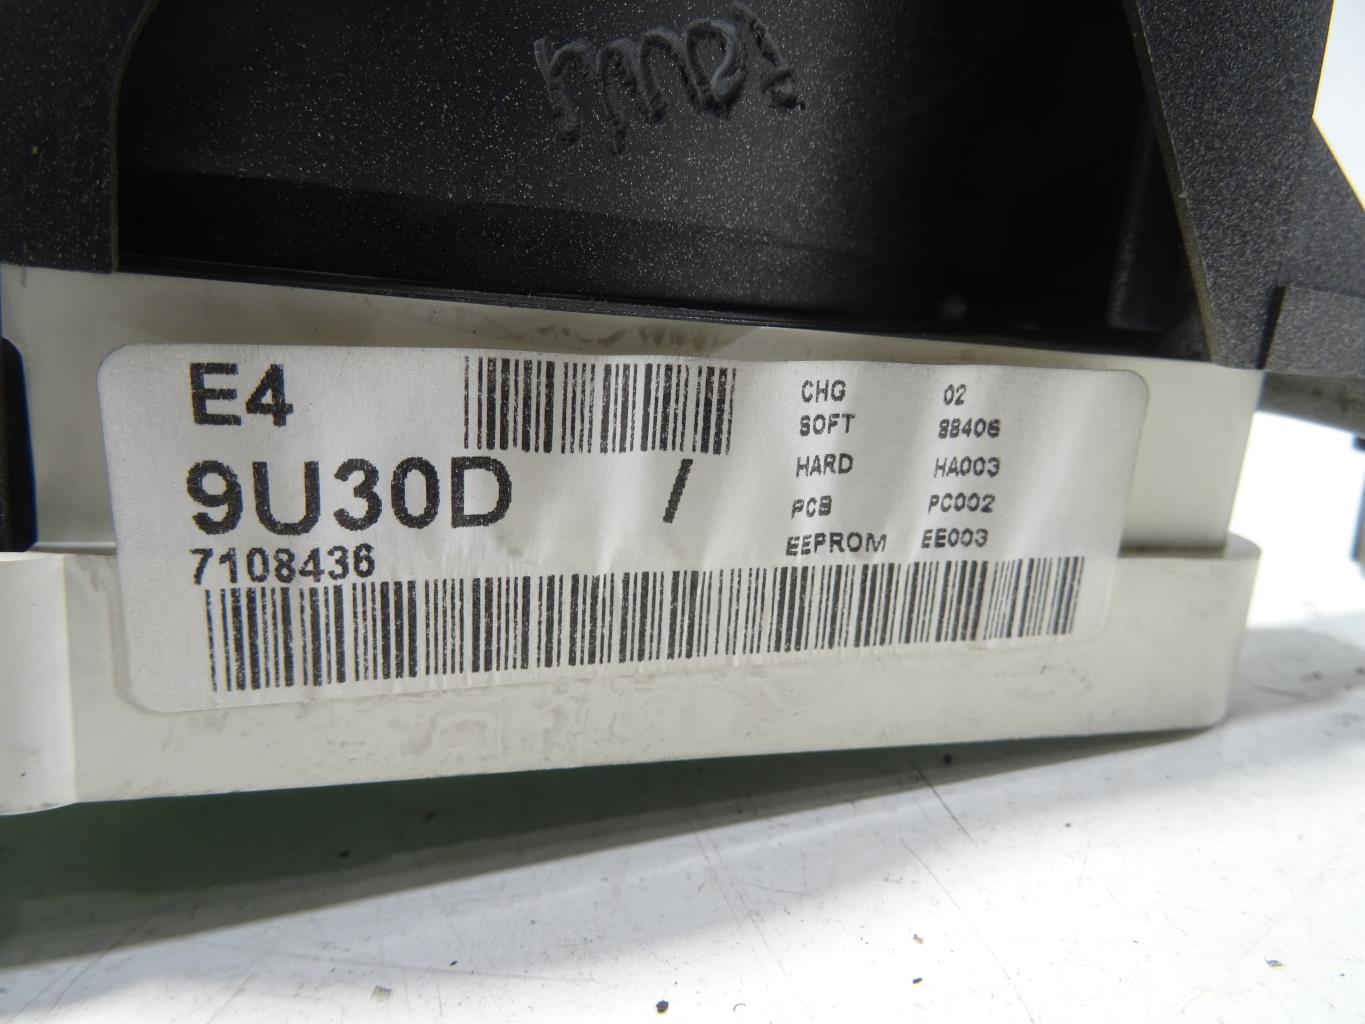 E4
9U30D /
7108436
CHG 02
SOFT 88406
HARD HA003
PCB PC002
EEPROM EE003